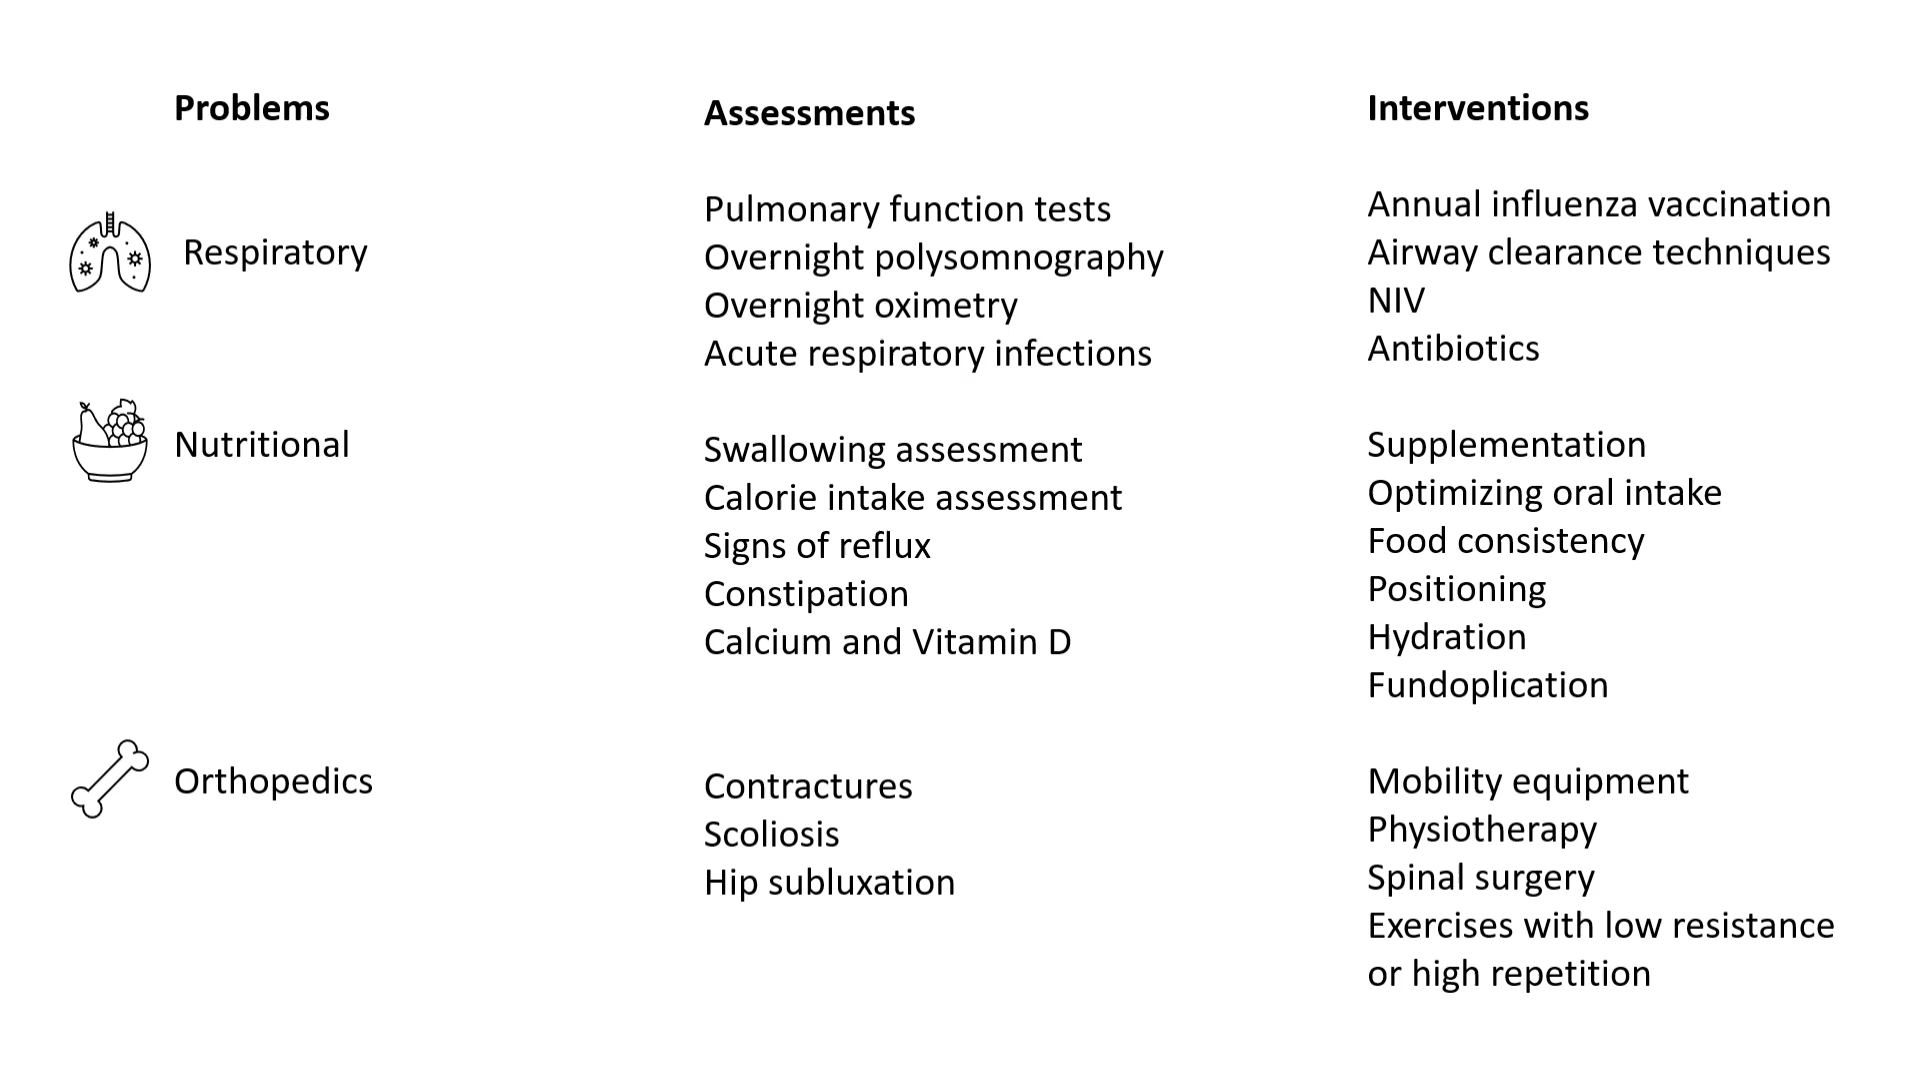 Problems
Assessments
Interventions
Respiratory
Pulmonary function tests
Overnight polysomnography
Overnight oximetry
Acute respiratory infections
Annual influenza vaccination
Airway clearance techniques
NIV
Antibiotics
Nutritional
Swallowing assessment
Calorie intake assessment
Signs of reflux
Constipation
Calcium and Vitamin D
Supplementation
Optimizing oral intake
Food consistency
Positioning
Hydration
Fundoplication
Orthopedics
Contractures
Scoliosis
Hip subluxation
Mobility equipment
Physiotherapy
Spinal surgery
Exercises with low resistance
or high repetition